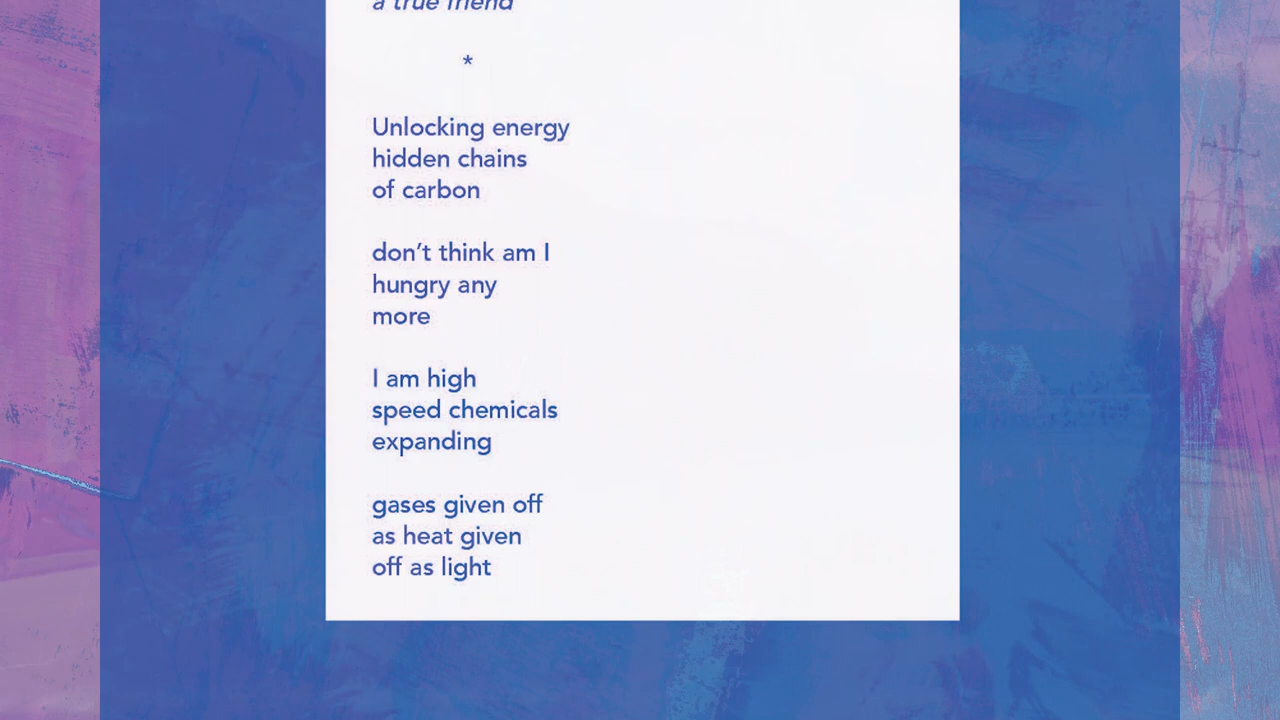 a true friend
*
Unlocking energy
hidden chains
of carbon
don’t think am I
hungry any
more
I am high
speed chemicals
expanding
gases given off
as heat given
off as light